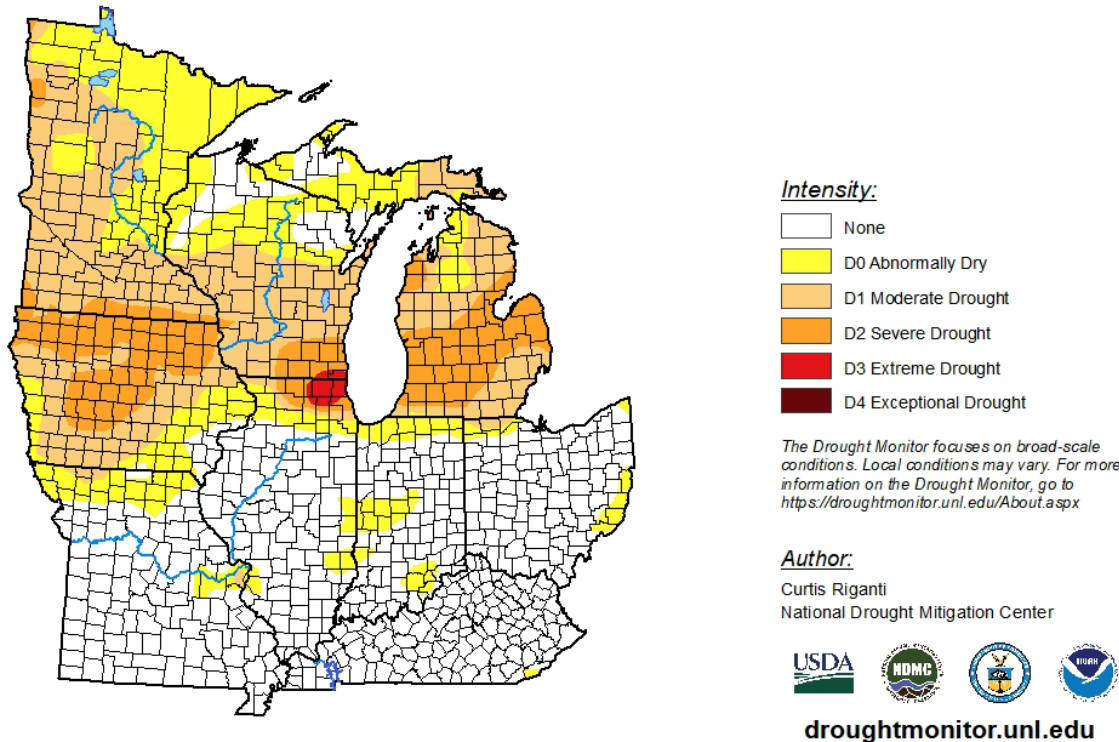 Intensity:
None
D0 Abnormally Dry
D1 Moderate Drought
D2 Severe Drought
D3 Extreme Drought
D4 Exceptional Drought
The Drought Monitor focuses on broad-scale
conditions. Local conditions may vary. For more
information on the Drought Monitor, go to
https://droughtmonitor.unl.edu/About.aspx
Author:
Curtis Riganti
National Drought Mitigation Center
USDA
NDMC
droughtmonitor.unl.edu